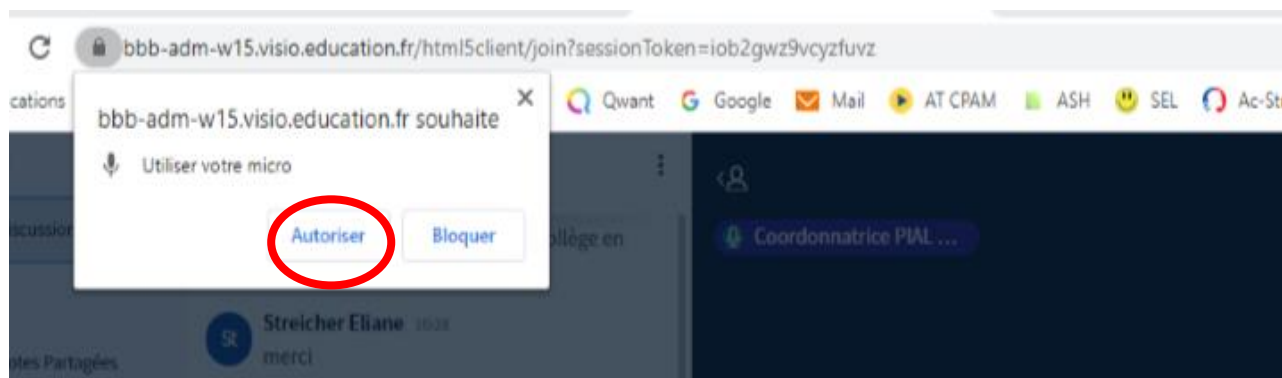 bbb-adm-w15.visio.education.fr/html5client/join?sessionToken=iob2gwz9vcyzfuvz
cations Qwant Google Mail AT CPAM ASH SEL Ac-Str
bbb-adm-w15.visio.education.fr souhaite
Utiliser votre micro
Autoriser Bloquer
scussion
ollège en
Coordonnatrice PIAL ...
St
Streicher Eliane
merci
otes Partagées